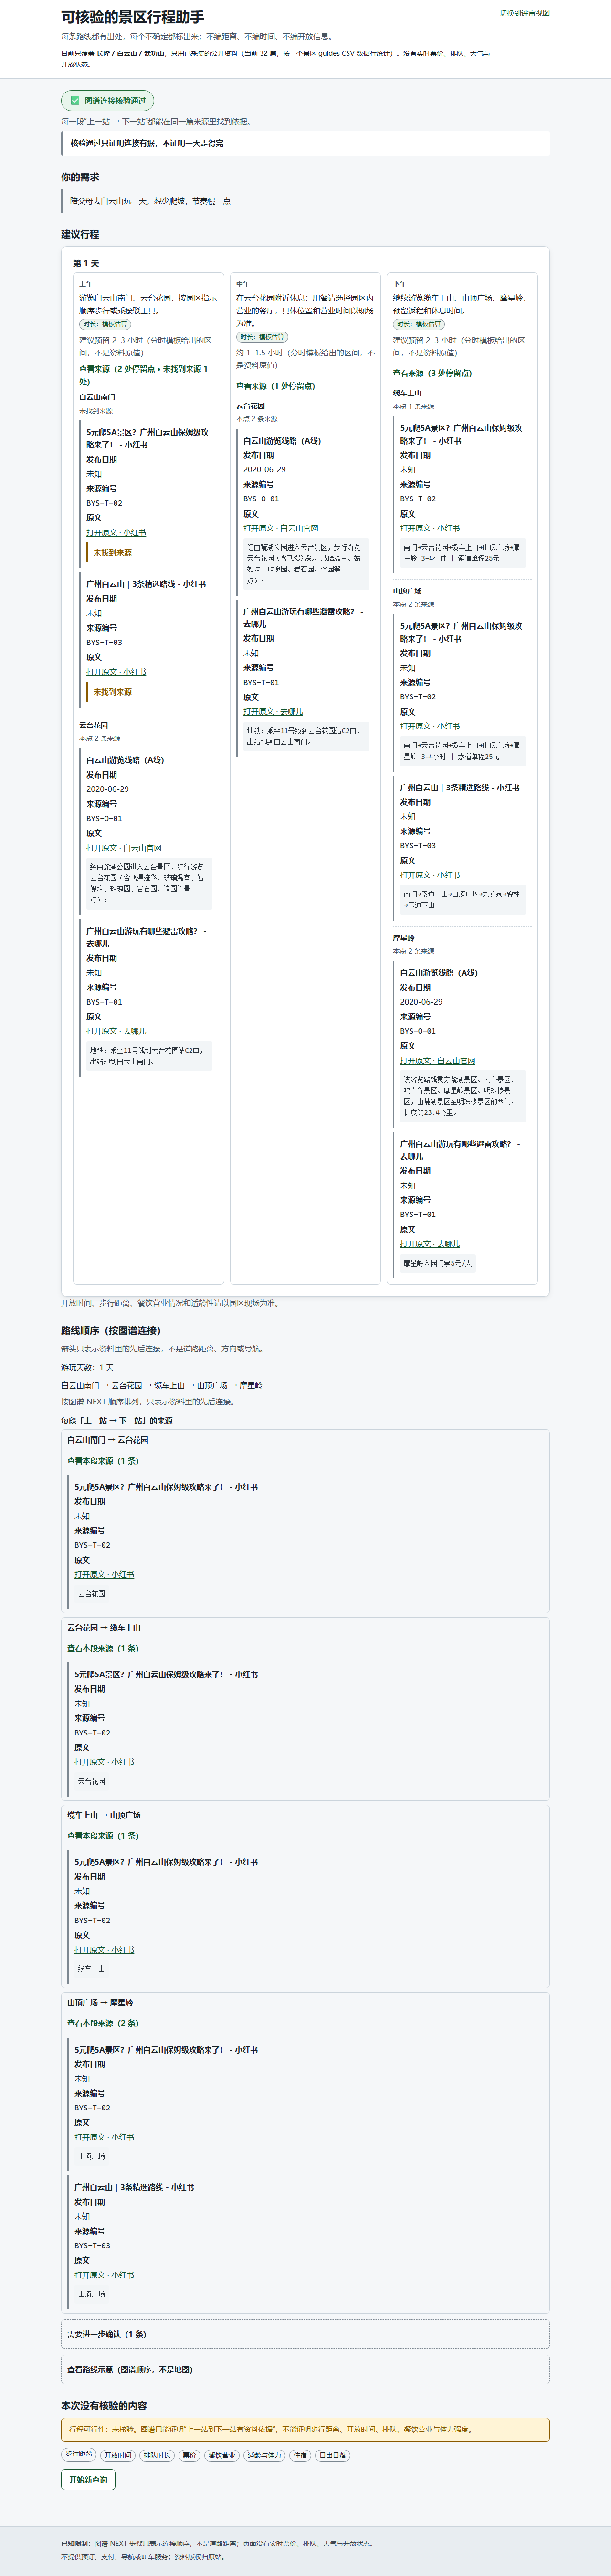 可核验的景区行程助手
切换到评审视图
每条路线都有出处，每个不确定都标出来；不编距离、不编时间、不编开放信息。
目前只覆盖 长隆 / 白云山 / 武功山，只用已采集的公开资料（当前 32 篇，按三个景区 guides CSV 数据行统计）。没有实时票价、排队、天气与
开放状态。
✅ 图谱连接核验通过
每一段“上一站 → 下一站”都能在同一篇来源里找到依据。
核验通过只证明连接有据，不证明一天走得完
你的需求
陪父母去白云山玩一天，想少爬坡，节奏慢一点
建议行程
第 1 天
上午
游览白云山南门、云台花园，按园区指示
顺序步行或乘接驳工具。
时长：模板估算
建议预留 2–3 小时（分时模板给出的区
间，不是资料原值）
查看来源（2 处停留点 • 未找到来源 1
处）
白云山南门
未找到来源
5元爬5A景区？广州白云山保姆级攻
略来了！ - 小红书
发布日期
未知
来源编号
BYS-T-02
原文
打开原文 · 小红书
未找到来源
广州白云山 | 3条精选路线 - 小红书
发布日期
未知
来源编号
BYS-T-03
原文
打开原文 · 小红书
未找到来源
云台花园
本点 2 条来源
白云山游览线路（A线）
发布日期
2020-06-29
来源编号
BYS-O-01
原文
打开原文 · 白云山官网
经由麓湖公园进入云台景区，步行游览
云台花园（含飞瀑流彩、玻璃温室、姑
嫂坟、玫瑰园、岩石园、谊园等景
点）；
广州白云山游玩有哪些避雷攻略？ -
去哪儿
发布日期
未知
来源编号
BYS-T-01
原文
打开原文 · 去哪儿
地铁：乘坐11号线到云台花园站C2口，
出站即到白云山南门。
中午
在云台花园附近休息；用餐请选择园区内
营业的餐厅，具体位置和营业时间以现场
为准。
时长：模板估算
约 1–1.5 小时（分时模板给出的区间，不
是资料原值）
查看来源（1 处停留点）
云台花园
本点 2 条来源
白云山游览线路（A线）
发布日期
2020-06-29
来源编号
BYS-O-01
原文
打开原文 · 白云山官网
经由麓湖公园进入云台景区，步行游览
云台花园（含飞瀑流彩、玻璃温室、姑
嫂坟、玫瑰园、岩石园、谊园等景
点）；
广州白云山游玩有哪些避雷攻略？ -
去哪儿
发布日期
未知
来源编号
BYS-T-01
原文
打开原文 · 去哪儿
地铁：乘坐11号线到云台花园站C2口，
出站即到白云山南门。
下午
继续游览缆车上山、山顶广场、摩星岭，
预留返程和休息时间。
时长：模板估算
建议预留 2–3 小时（分时模板给出的区
间，不是资料原值）
查看来源（3 处停留点）
缆车上山
本点 1 条来源
5元爬5A景区？广州白云山保姆级攻
略来了！ - 小红书
发布日期
未知
来源编号
BYS-T-02
原文
打开原文 · 小红书
南门→云台花园→缆车上山→山顶广场→摩
星岭 3-4小时 | 索道单程25元
山顶广场
本点 2 条来源
5元爬5A景区？广州白云山保姆级攻
略来了！ - 小红书
发布日期
未知
来源编号
BYS-T-02
原文
打开原文 · 小红书
南门→云台花园→缆车上山→山顶广场→摩
星岭 3-4小时 | 索道单程25元
广州白云山 | 3条精选路线 - 小红书
发布日期
未知
来源编号
BYS-T-03
原文
打开原文 · 小红书
南门→索道上山→山顶广场→九龙泉→碑林
→索道下山
摩星岭
本点 2 条来源
白云山游览线路（A线）
发布日期
2020-06-29
来源编号
BYS-O-01
原文
打开原文 · 白云山官网
该游览路线贯穿麓湖景区、云台景区、
鸣春谷景区、摩星岭景区、明珠楼景
区，由麓湖景区至明珠楼景区的西门，
长度约23.4公里。
广州白云山游玩有哪些避雷攻略？ -
去哪儿
发布日期
未知
来源编号
BYS-T-01
原文
打开原文 · 去哪儿
摩星岭入园门票5元/人
开放时间、步行距离、餐饮营业情况和适龄性请以园区现场为准。
路线顺序（按图谱连接）
箭头只表示资料里的先后连接，不是道路距离、方向或导航。
游玩天数：1 天
白云山南门 → 云台花园 → 缆车上山 → 山顶广场 → 摩星岭
按图谱 NEXT 顺序排列，只表示资料里的先后连接。
每段「上一站 → 下一站」的来源
白云山南门 → 云台花园
查看本段来源（1 条）
5元爬5A景区？广州白云山保姆级攻略来了！ - 小红书
发布日期
未知
来源编号
BYS-T-02
原文
打开原文 · 小红书
云台花园
云台花园 → 缆车上山
查看本段来源（1 条）
5元爬5A景区？广州白云山保姆级攻略来了！ - 小红书
发布日期
未知
来源编号
BYS-T-02
原文
打开原文 · 小红书
云台花园
缆车上山 → 山顶广场
查看本段来源（1 条）
5元爬5A景区？广州白云山保姆级攻略来了！ - 小红书
发布日期
未知
来源编号
BYS-T-02
原文
打开原文 · 小红书
缆车上山
山顶广场 → 摩星岭
查看本段来源（2 条）
5元爬5A景区？广州白云山保姆级攻略来了！ - 小红书
发布日期
未知
来源编号
BYS-T-02
原文
打开原文 · 小红书
山顶广场
广州白云山 | 3条精选路线 - 小红书
发布日期
未知
来源编号
BYS-T-03
原文
打开原文 · 小红书
山顶广场
需要进一步确认（1 条）
查看路线示意（图谱顺序，不是地图）
本次没有核验的内容
行程可行性：未核验。图谱只能证明“上一站到下一站有资料依据”，不能证明步行距离、开放时间、排队、餐饮营业与体力强度。
步行距离
开放时间
排队时长
票价
餐饮营业
适龄与体力
住宿
日出日落
开始新查询
已知限制：图谱 NEXT 步骤只表示连接顺序，不是道路距离；页面没有实时票价、排队、天气与开放状态。
不提供预订、支付、导航或叫车服务；资料版权归原站。